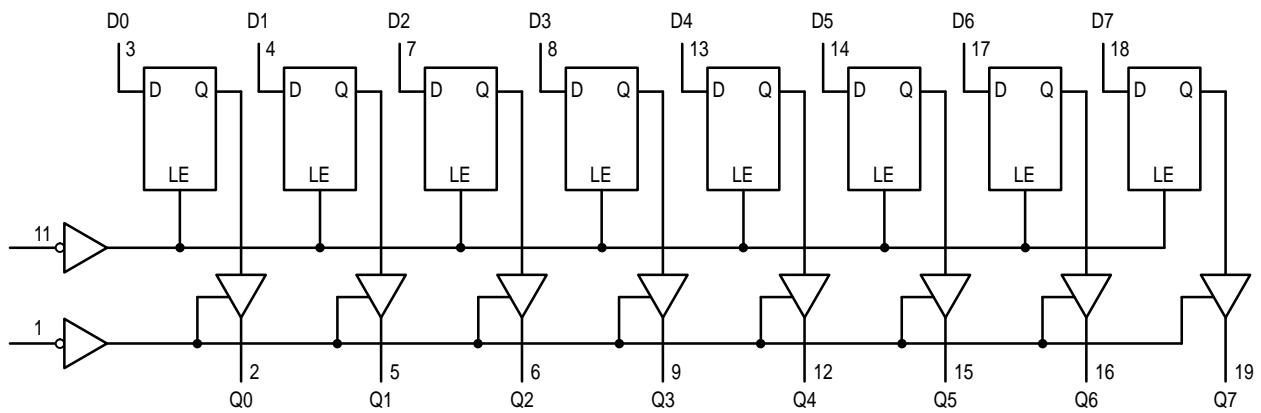 D0 D1 D2 D3 D4 D5 D6 D7
3 4 7 8 13 14 17 18
D Q D Q D Q D Q D Q D Q D Q D Q
LE LE LE LE LE LE LE LE
11
1
2 5 6 9 12 15 16 19
Q0 Q1 Q2 Q3 Q4 Q5 Q6 Q7